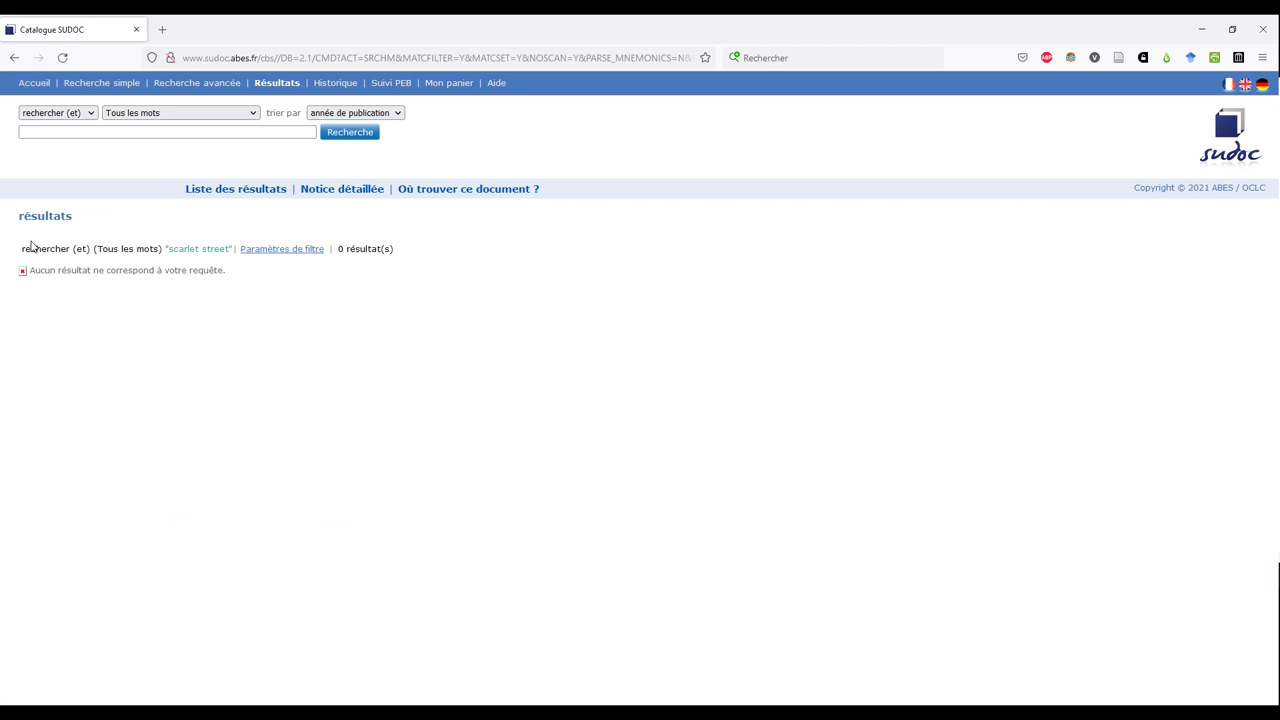 Catalogue SUDOC
www.sudoc.abes.fr/cbs//DB=2.1/CMD?ACT=SRCHM&MATCFILTER=Y&MATCSET=Y&NOSCAN=Y&PARSE_MNEMONICS=N&
Rechercher
Accueil | Recherche simple | Recherche avancée | Résultats | Historique | Suivi PEB | Mon panier | Aide
rechercher (et) Tous les mots trier par année de publication
Recherche
sudoc
Liste des résultats | Notice détaillée | Où trouver ce document ?
Copyright © 2021 ABES / OCLC
résultats
rechercher (et) (Tous les mots) "scarlet street" | Paramètres de filtre | 0 résultat(s)
Aucun résultat ne correspond à votre requête.